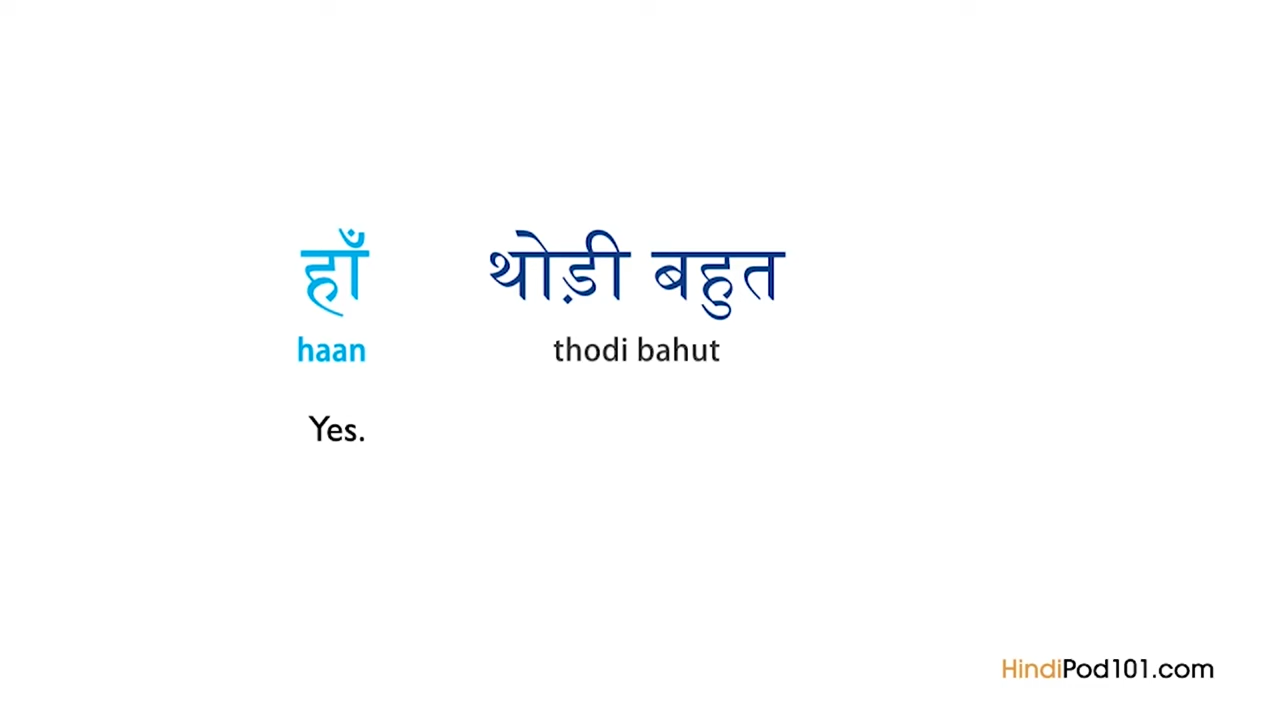 हाँ थोड़ी बहुत
haan thodi bahut
Yes.
HindiPod101.com